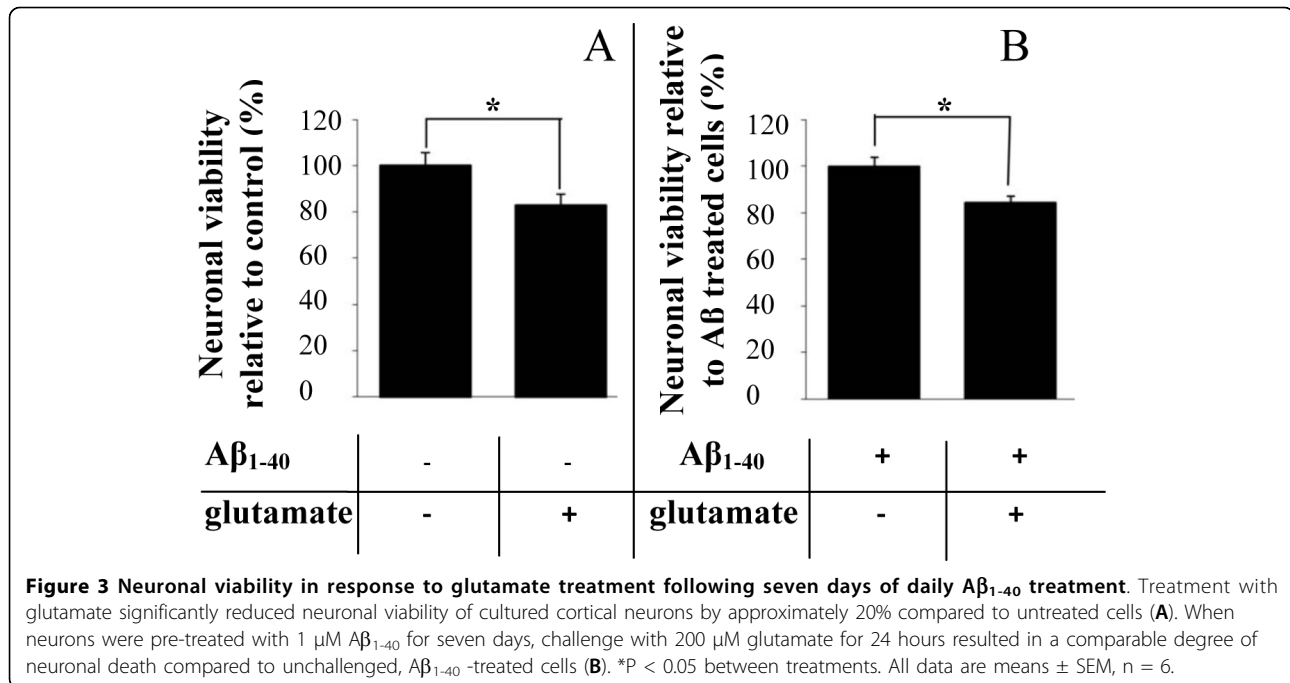 A
B
*
*
Neuronal viability
relative to control (%)
120
100
80
60
40
20
0
Neuronal viability relative
to Aß treated cells (%)
120
100
80
60
40
20
0
Aβ1-40 - - Aβ1-40 + +
glutamate - + glutamate - +
Figure 3 Neuronal viability in response to glutamate treatment following seven days of daily Aβ1-40 treatment. Treatment with
glutamate significantly reduced neuronal viability of cultured cortical neurons by approximately 20% compared to untreated cells (A). When
neurons were pre-treated with 1 μM Aβ1-40 for seven days, challenge with 200 μM glutamate for 24 hours resulted in a comparable degree of
neuronal death compared to unchallenged, Aβ1-40 -treated cells (B). *P < 0.05 between treatments. All data are means ± SEM, n = 6.